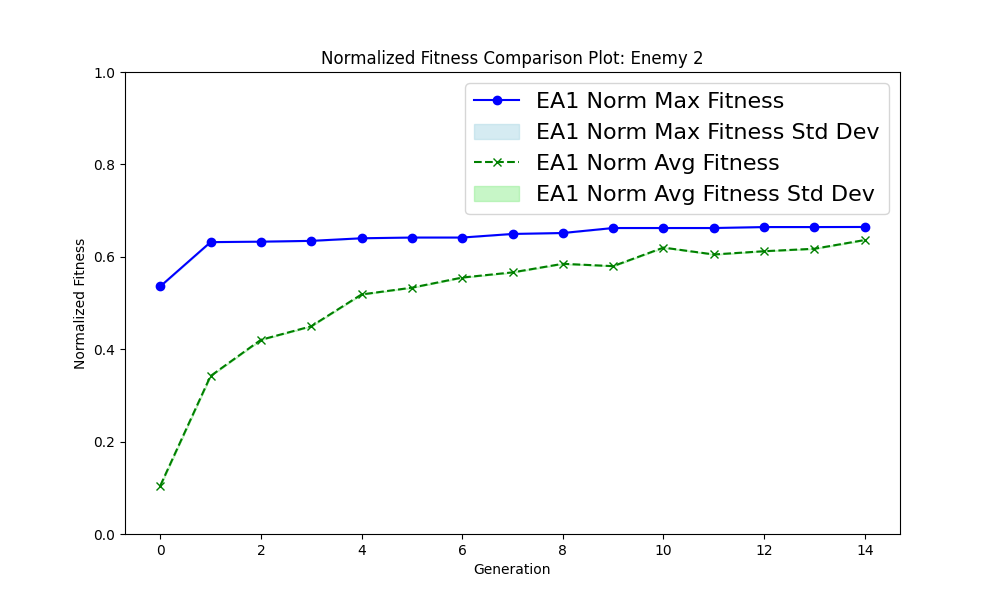 Normalized Fitness Comparison Plot: Enemy 2
1.0
0.8
0.6
0.4
0.2
0.0
Normalized Fitness
EA1 Norm Max Fitness
EA1 Norm Max Fitness Std Dev
EA1 Norm Avg Fitness
EA1 Norm Avg Fitness Std Dev
0 2 4 6 8 10 12 14
Generation